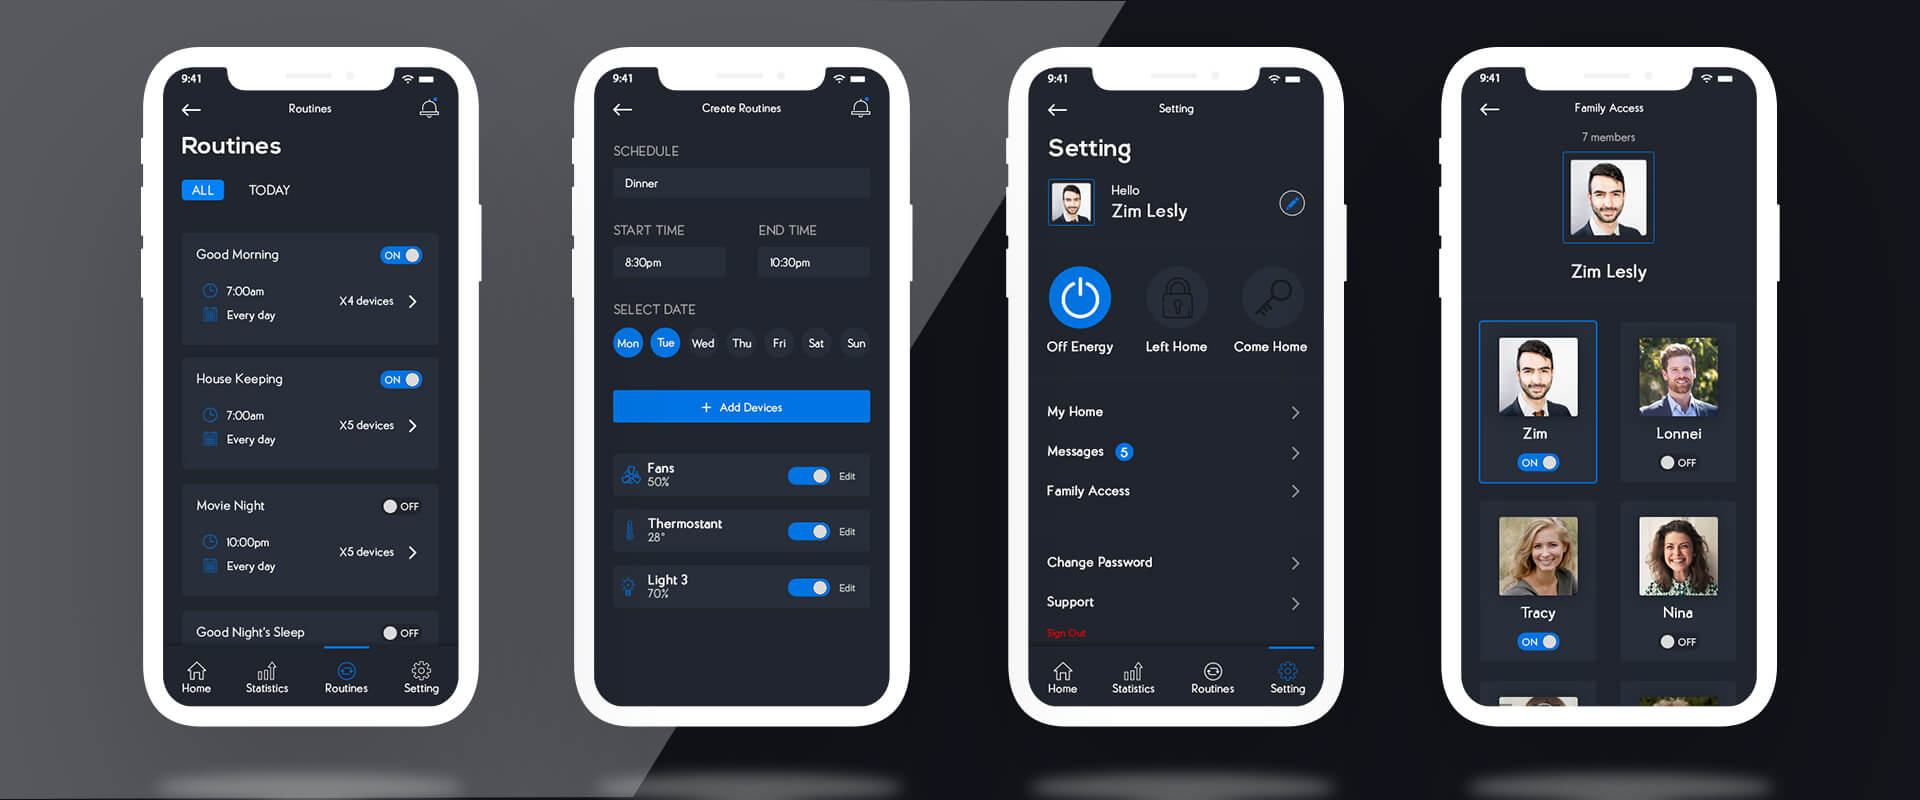 9:41
Routines
Routines
ALL TODAY
Good Morning ON
7:00am
X4 devices
Every day
House Keeping ON
7:00am
X5 devices
Every day
Movie Night OFF
10:00pm
X5 devices
Every day
Good Night's Sleep OFF
Home Statistics Routines Setting
9:41
Create Routines
SCHEDULE
Dinner
START TIME END TIME
8:30pm 10:30pm
SELECT DATE
Mon Tue Wed Thu Fri Sat Sun
+ Add Devices
Fans
50%
Edit
Thermostant
28°
Edit
Light 3
70%
Edit
9:41
Setting
Setting
Hello
Zim Lesly
Off Energy Left Home Come Home
My Home
Messages 5
Family Access
Change Password
Support
Sign Out
Home Statistics Routines Setting
9:41
Family Access
7 members
Zim Lesly
Zim Lonnei
ON OFF
Tracy Nina
ON OFF